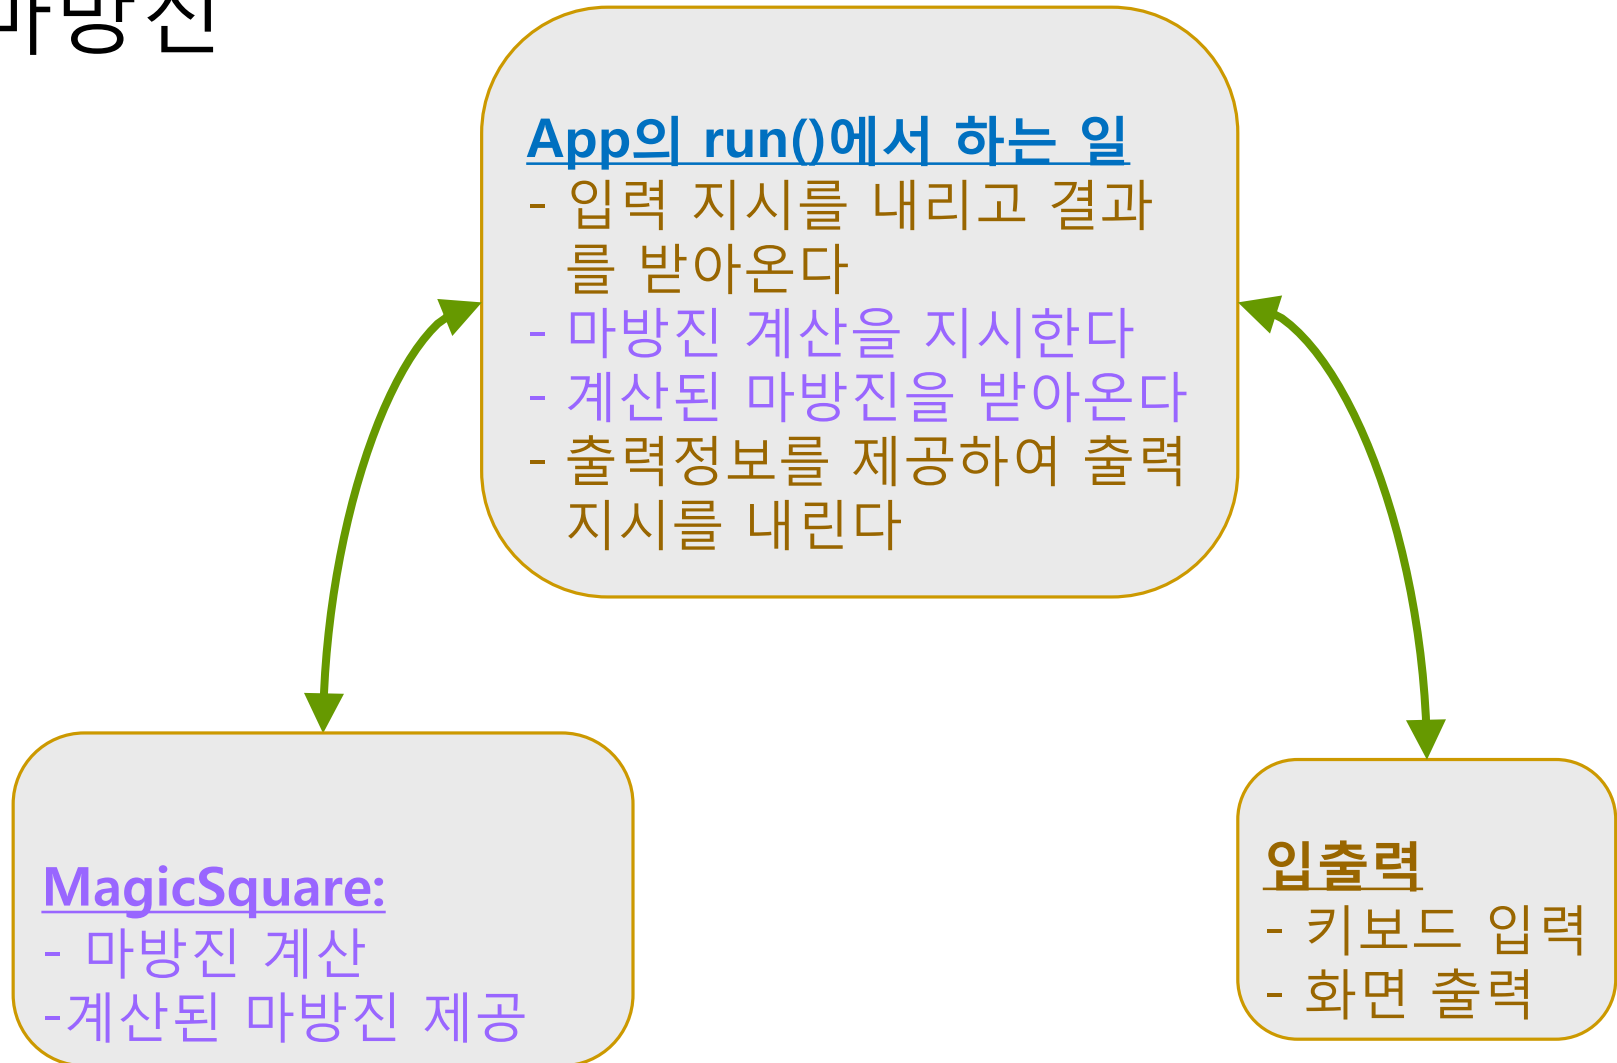 마방진
App의 run()에서 하는 일
- 입력 지시를 내리고 결과
를 받아온다
- 마방진 계산을 지시한다
- 계산된 마방진을 받아온다
- 출력정보를 제공하여 출력
지시를 내린다
MagicSquare:
- 마방진 계산
-계산된 마방진 제공
입출력
- 키보드 입력
- 화면 출력